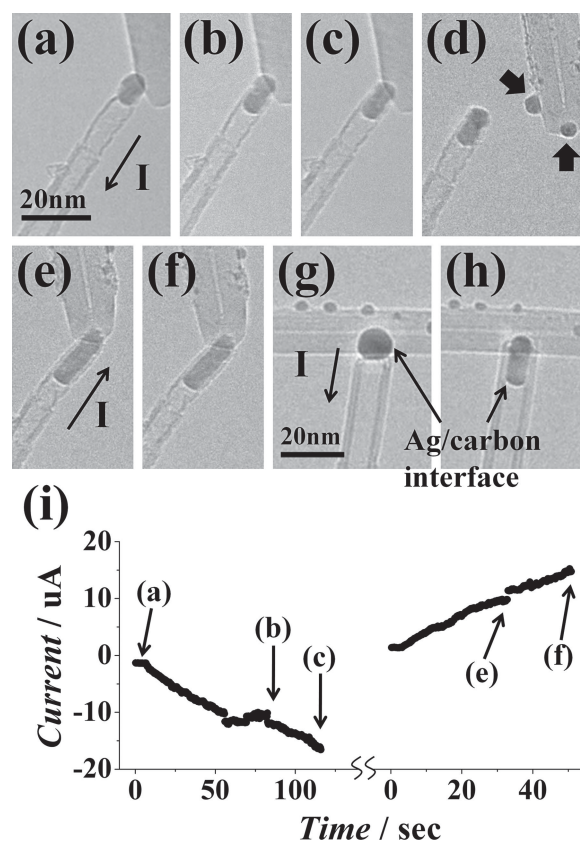 (a) (b) (c) (d)
I
20nm
(e) (f) (g) (h)
I
I
20nm
Ag/carbon
interface
(i)
Current / uA
20
10
0
-10
-20
(a)
(b)
(c)
(e)
(f)
0 50 100 0 20 40
Time / sec